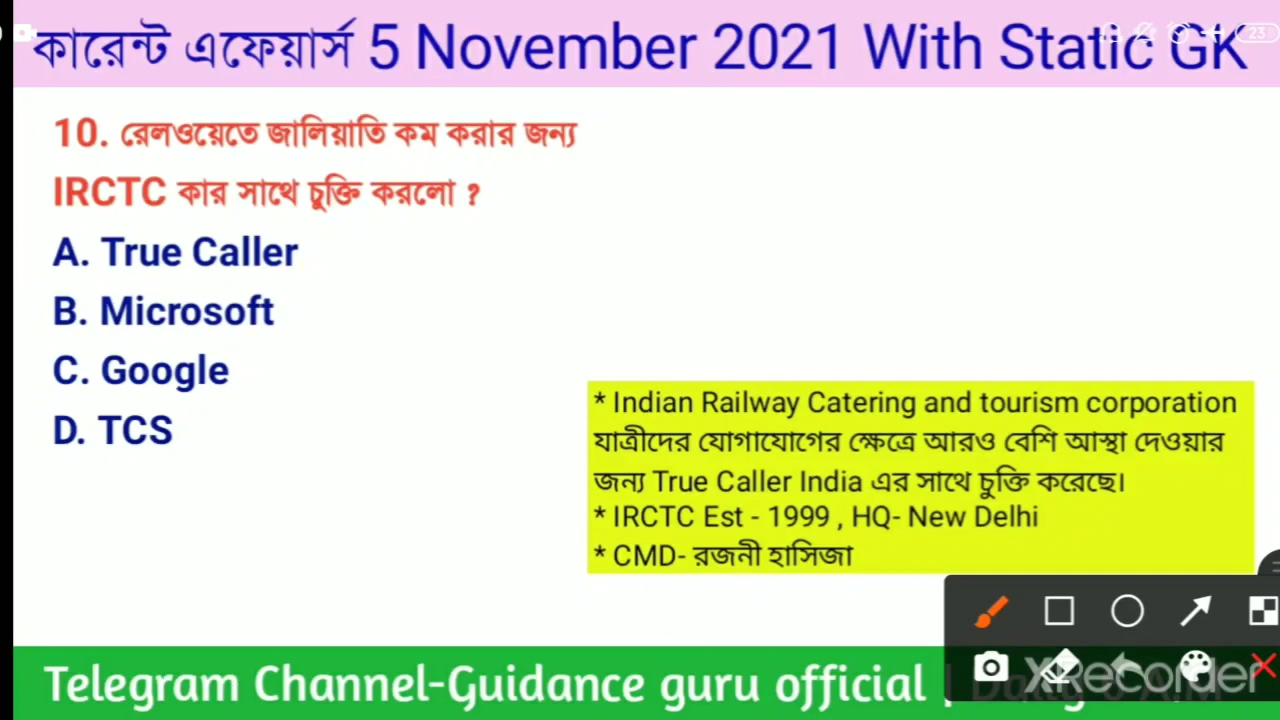 কারেন্ট এফেয়ার্স 5 November 2021 With Static GK
23
10. রেলওয়েতে জালিয়াতি কম করার জন্য
IRCTC কার সাথে চুক্তি করলো ?
A. True Caller
B. Microsoft
C. Google
D. TCS
* Indian Railway Catering and tourism corporation
যাত্রীদের যোগাযোগের ক্ষেত্রে আরও বেশি আস্থা দেওয়ার
জন্য True Caller India এর সাথে চুক্তি করেছে।
* IRCTC Est - 1999 , HQ- New Delhi
* CMD- রজনী হাসিজা
Telegram Channel-Guidance guru official |
XRecorder